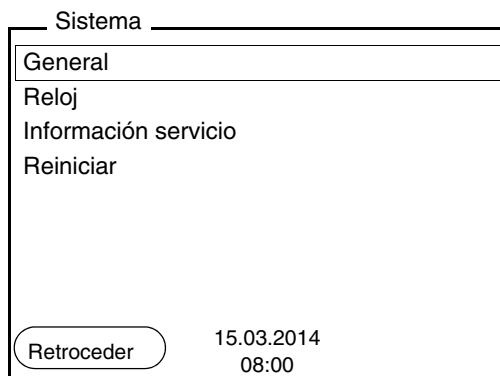 Sistema
General
Reloj
Información servicio
Reiniciar
Retroceder
15.03.2014
08:00